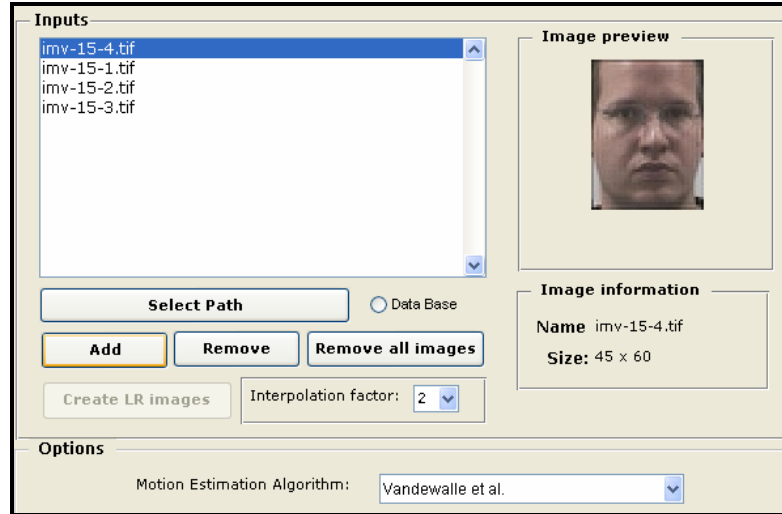 Inputs
imv-15-4.tif
imv-15-1.tif
imv-15-2.tif
imv-15-3.tif
Image preview
Select Path
Data Base
Add
Remove
Remove all images
Create LR images
Interpolation factor: 2
Image information
Name imv-15-4.tif
Size: 45 x 60
Options
Motion Estimation Algorithm: Vandewalle et al.